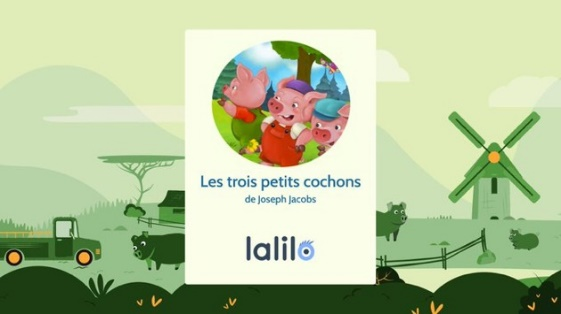 Les trois petits cochons
de Joseph Jacobs
lalilo